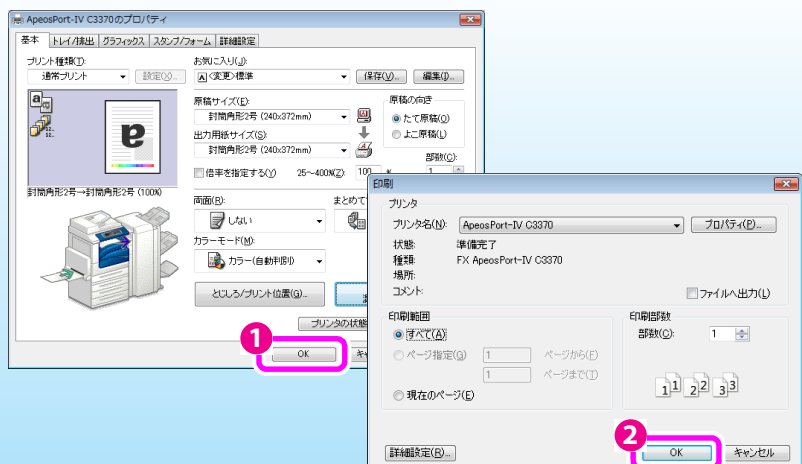 ApeosPort-IV C3370のプロパティ
基本 トレイ/排出 グラフィックス スタンプ/フォーム 詳細設定
プリント種類(T):
通常プリント 設定(X)...
お気に入り(J):
A <変更>標準 保存(V)... 編集(I)...
原稿サイズ(E):
封筒角形2号 (240x372mm)
原稿の向き
たて原稿(O)
よこ原稿(L)
出力用紙サイズ(S):
封筒角形2号 (240x372mm)
部数(C):
倍率を指定する(Y) 25~400%(Z): 100 % 1
封筒角形2号→封筒角形2号 (100%)
両面(R):
しない
まとめて
カラーモード(M):
カラー(自動判別)
とじしろ/プリント位置(G)...
プリンタの状態
1
OK
キャ
印刷
プリンタ
プリンタ名(N): ApeosPort-IV C3370 プロパティ(P)...
状態: 準備完了
種類: FX ApeosPort-IV C3370
場所:
コメント:
ファイルへ出力(L)
印刷範囲
すべて(A)
ページ指定(G) 1 ページから(F)
1 ページまで(T)
現在のページ(E)
印刷部数
部数(C): 1
1 1 2 2 3 3
2
詳細設定(R)... OK キャンセル